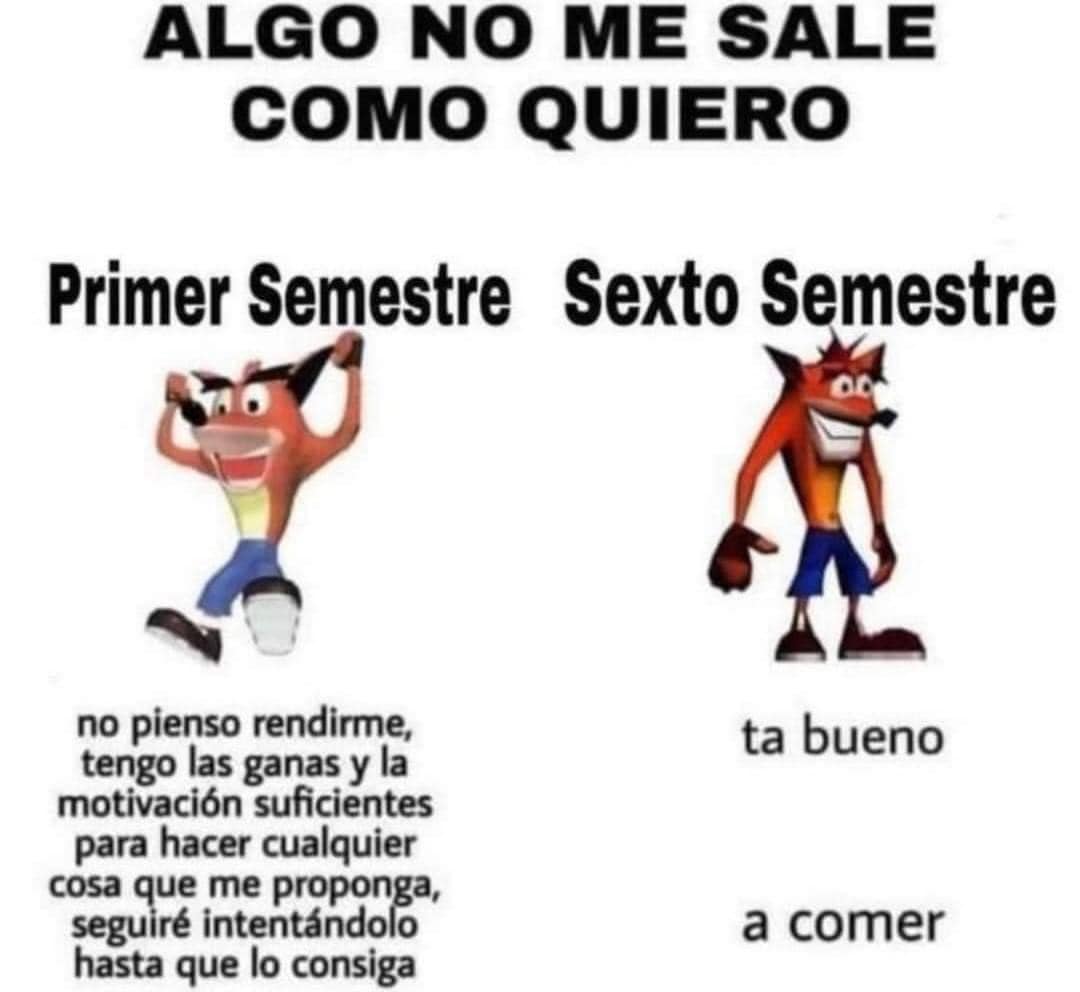 ALGO NO ME SALE
COMO QUIERO
Primer Semestre
Sexto Semestre
no pienso rendirme,
tengo las ganas y la
motivación suficientes
para hacer cualquier
cosa que me proponga,
seguiré intentándolo
hasta que lo consiga
ta bueno
a comer